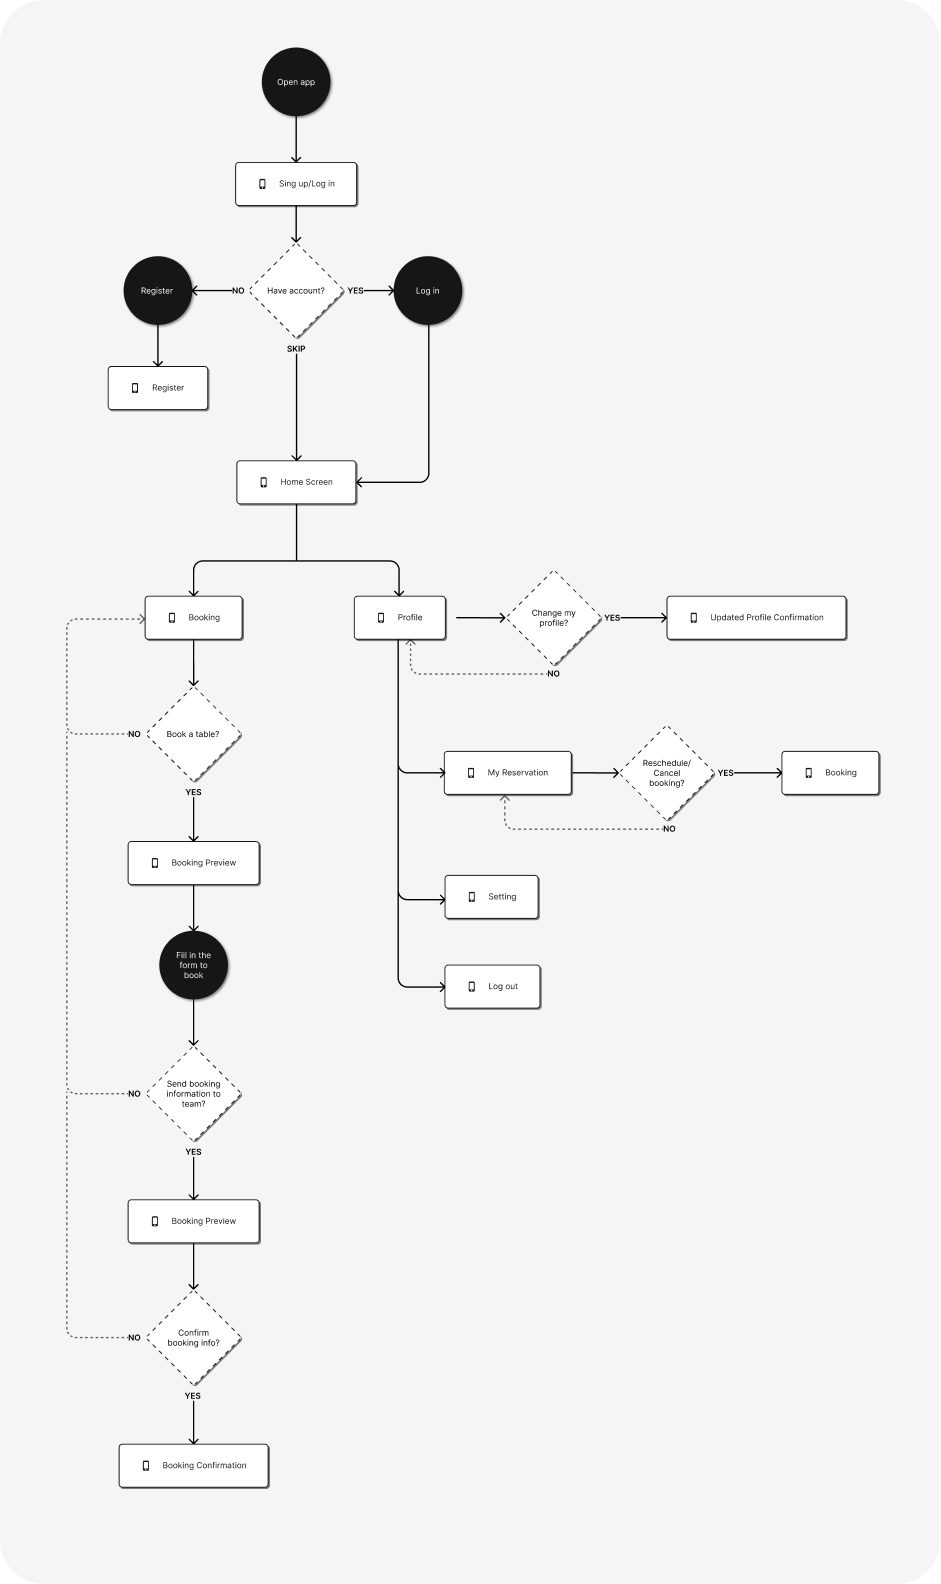 Open app
Sing up/Log in
Register
NO
Have account?
YES
Log in
SKIP
Register
Home Screen
Booking
Profile
Change my
profile?
YES
Updated Profile Confirmation
NO
NO
Book a table?
YES
My Reservation
Reschedule/
Cancel
booking?
YES
Booking
NO
Booking Preview
Setting
Fill in the
form to
book
Log out
NO
Send booking
information to
team?
YES
Booking Preview
NO
Confirm
booking info?
YES
Booking Confirmation